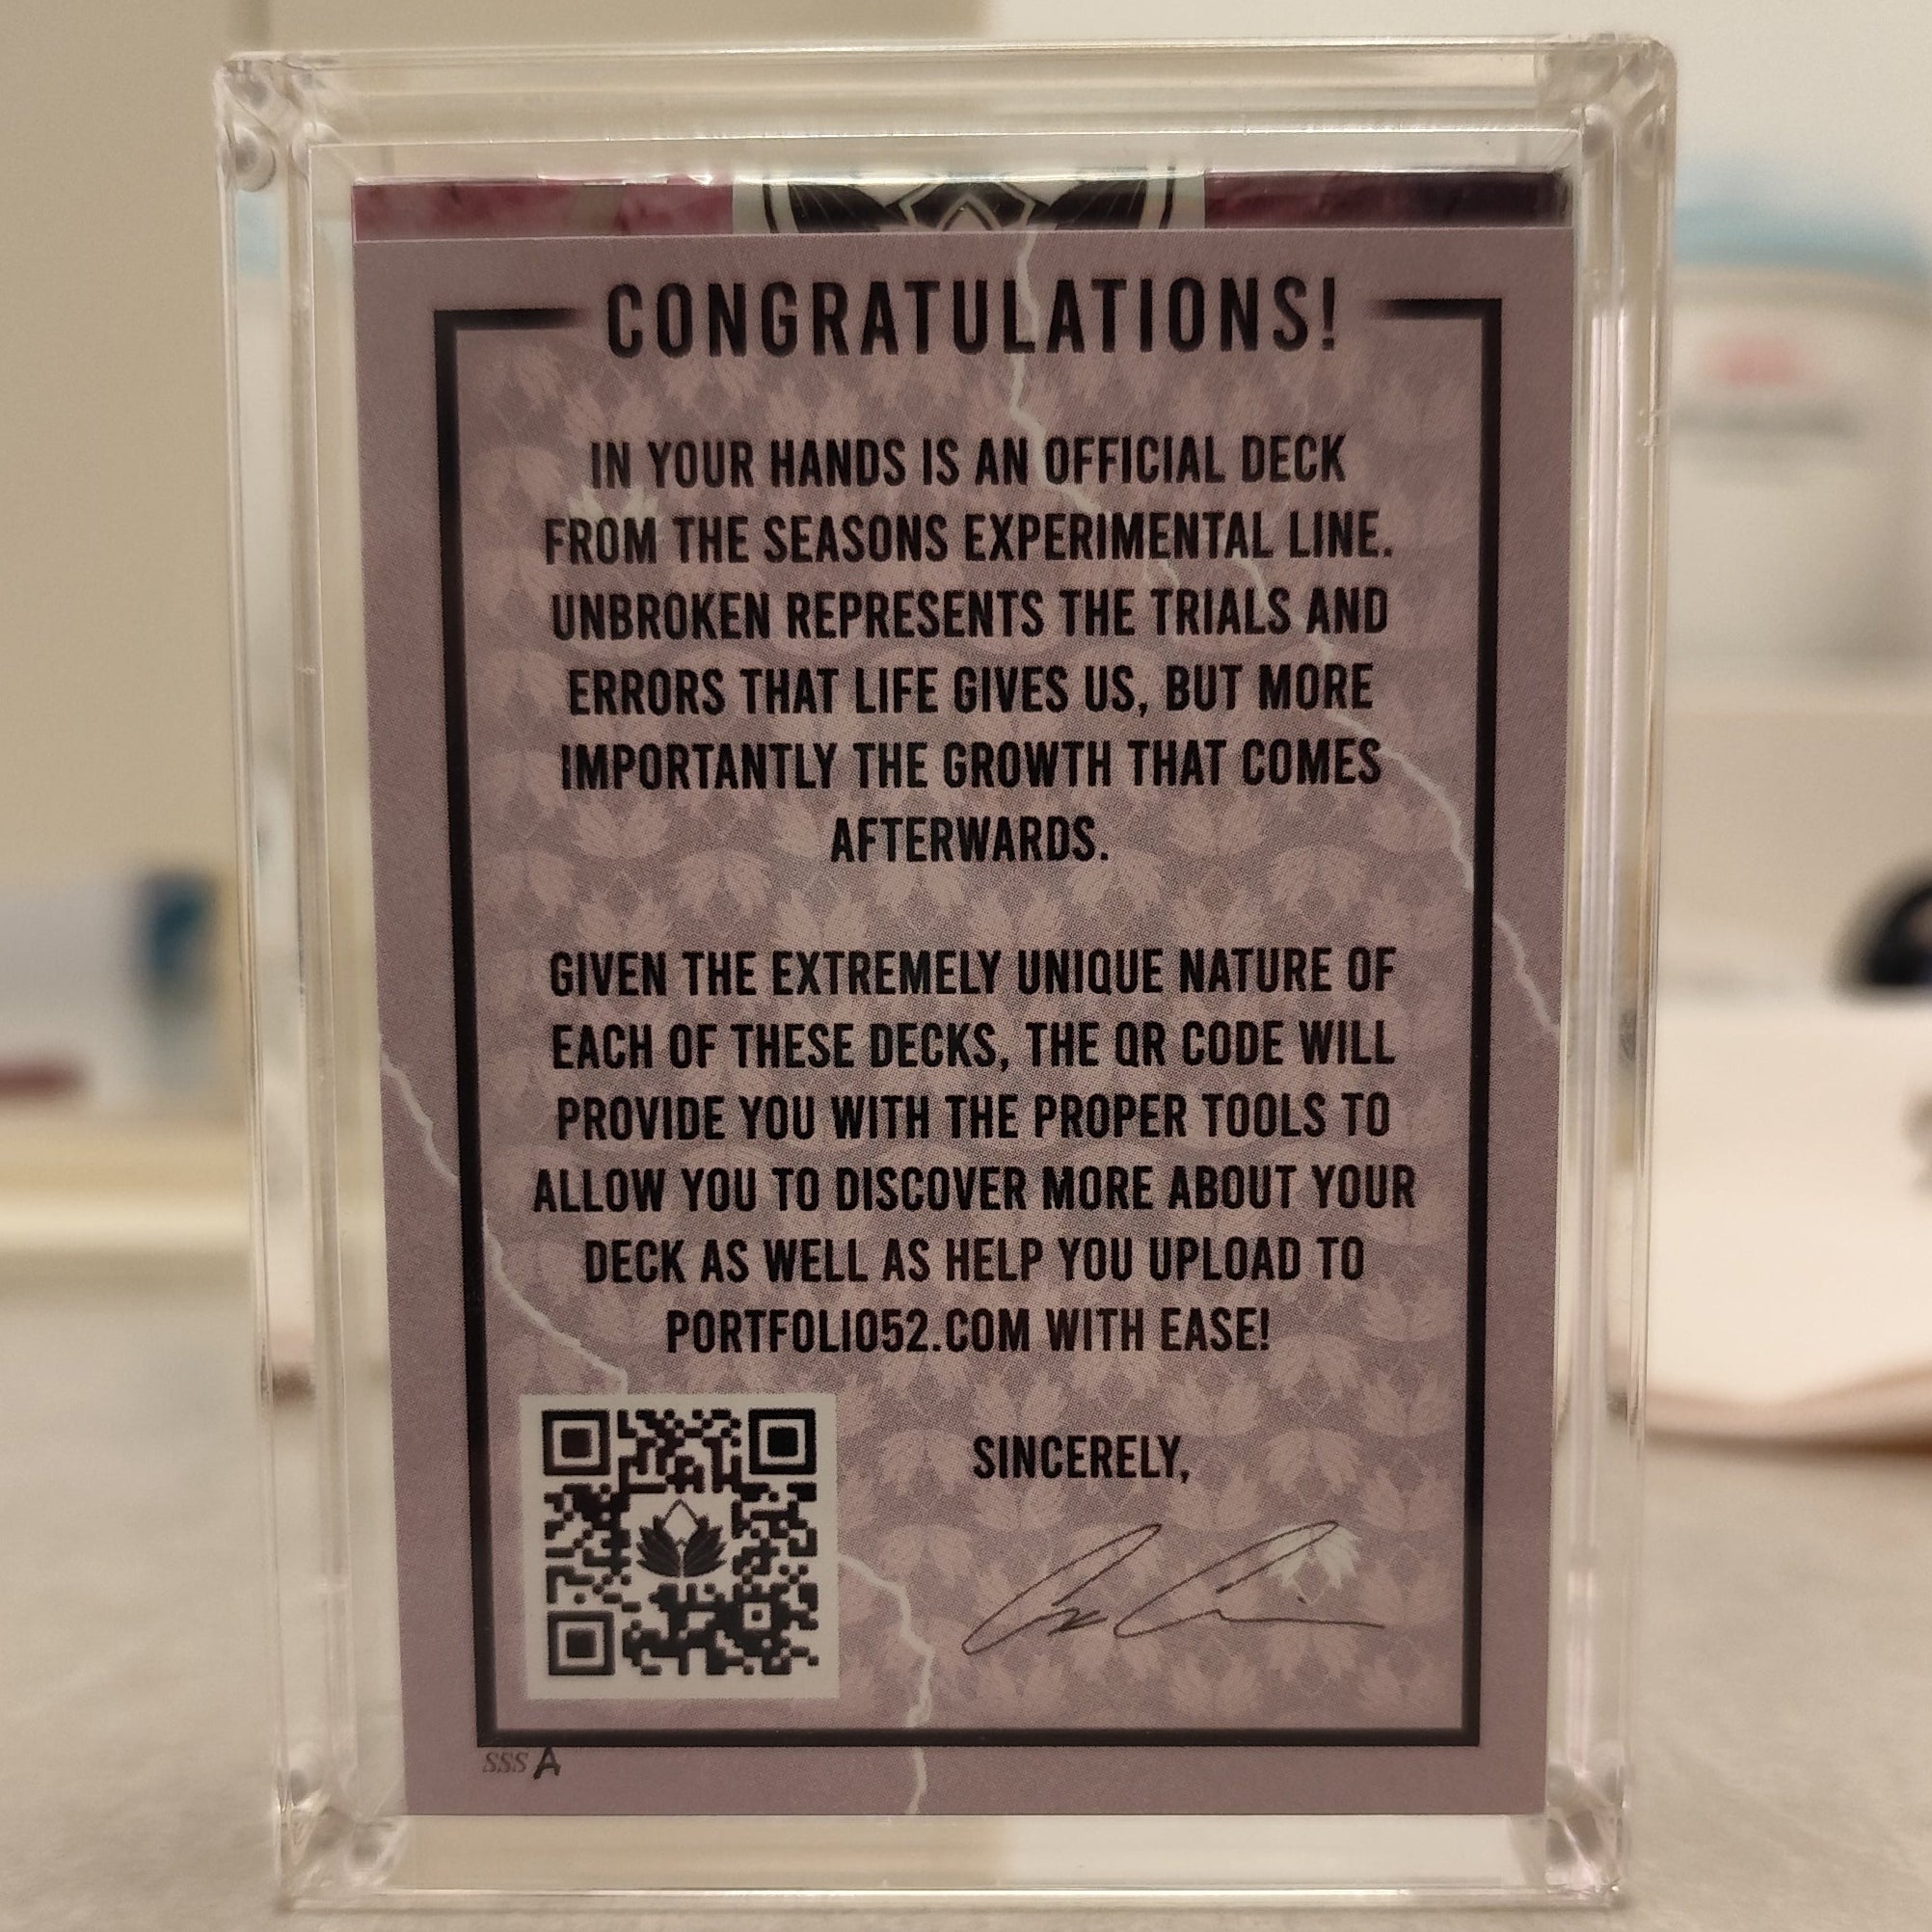 CONGRATULATIONS!
IN YOUR HANDS IS AN OFFICIAL DECK
FROM THE SEASONS EXPERIMENTAL LINE.
UNBROKEN REPRESENTS THE TRIALS AND
ERRORS THAT LIFE GIVES US, BUT MORE
IMPORTANTLY THE GROWTH THAT COMES
AFTERWARDS.
GIVEN THE EXTREMELY UNIQUE NATURE OF
EACH OF THESE DECKS, THE QR CODE WILL
PROVIDE YOU WITH THE PROPER TOOLS TO
ALLOW YOU TO DISCOVER MORE ABOUT YOUR
DECK AS WELL AS HELP YOU UPLOAD TO
PORTFOLIO52.COM WITH EASE!
SINCERELY,
SSS A